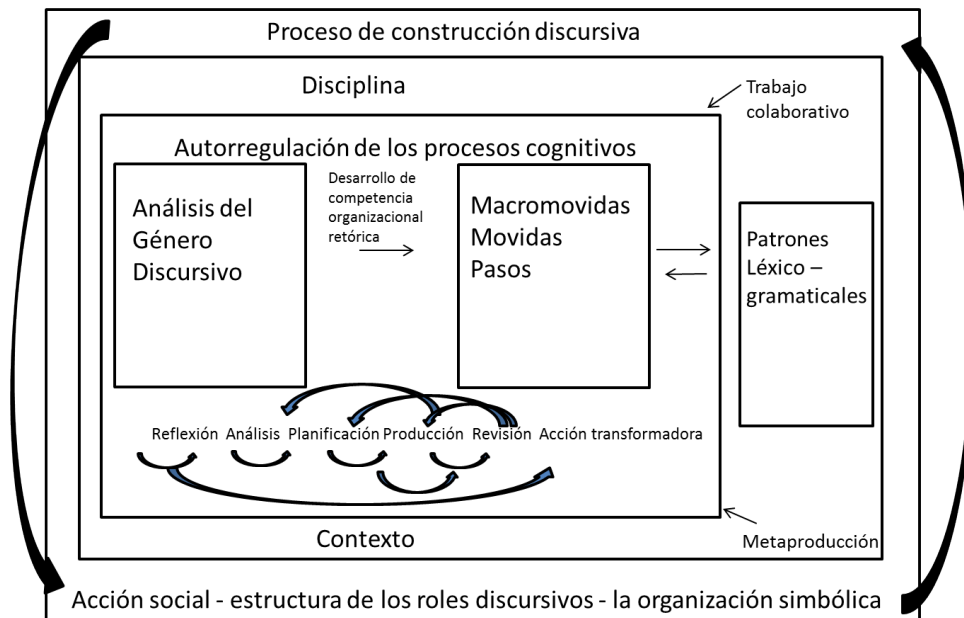 Proceso de construcción discursiva
Disciplina
Trabajo
colaborativo
Autorregulación de los procesos cognitivos
Análisis del
Género
Discursivo
Desarrollo de
competencia
organizacional
retórica
Macromovidas
Movidas
Pasos
Patrones
Léxico –
gramaticales
Reflexión Análisis Planificación Producción Revisión Acción transformadora
Contexto
Metaproducción
Acción social - estructura de los roles discursivos - la organización simbólica